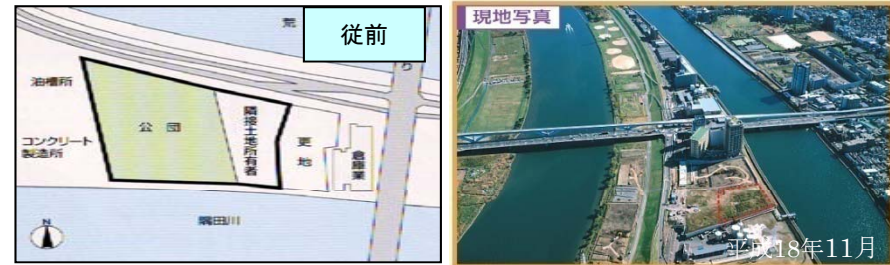 荒
従前
り
油槽所
公団
隣接土地所有者
コンクリート
製造所
更地
倉庫業
隅田川
N
現地写真
平成18年11月